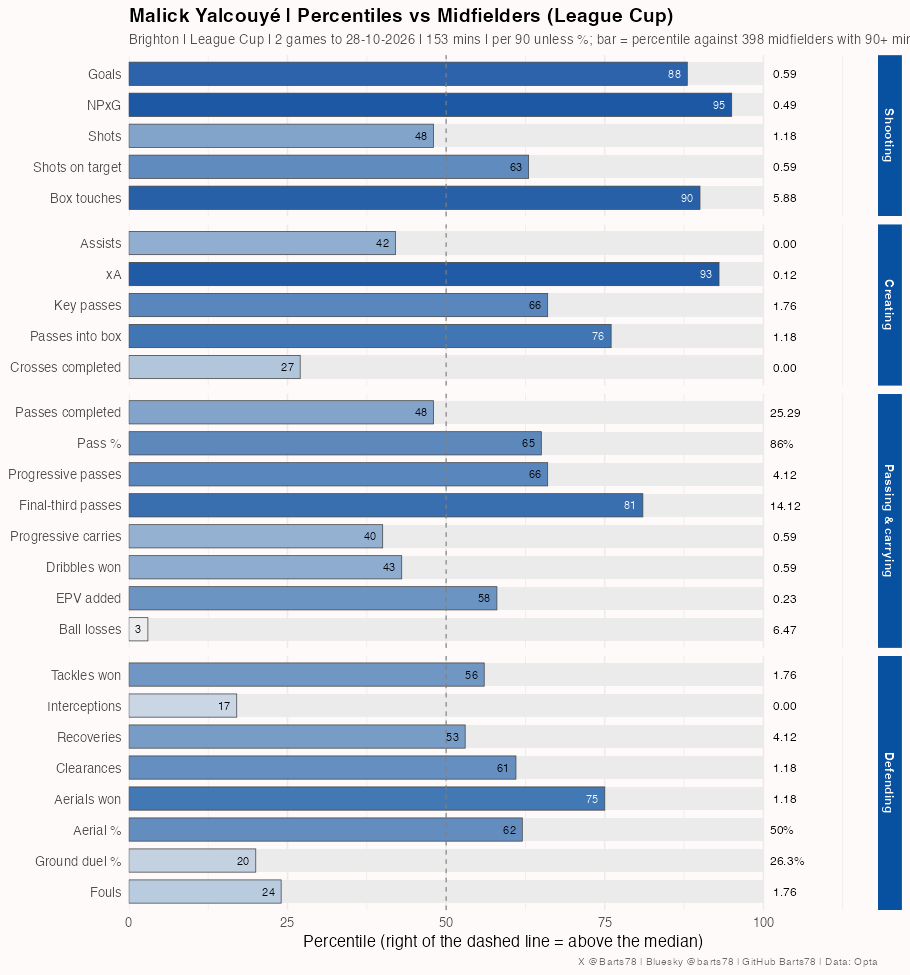 Malick Yalcouyé | Percentiles vs Midfielders (League Cup)
Brighton | League Cup | 2 games to 28-10-2026 | 153 mins | per 90 unless %; bar = percentile against 398 midfielders with 90+ min
Shooting
Goals 88 0.59
NPxG 95 0.49
Shots 48 1.18
Shots on target 63 0.59
Box touches 90 5.88
Creating
Assists 42 0.00
xA 93 0.12
Key passes 66 1.76
Passes into box 76 1.18
Crosses completed 27 0.00
Passing & carrying
Passes completed 48 25.29
Pass % 65 86%
Progressive passes 66 4.12
Final-third passes 81 14.12
Progressive carries 40 0.59
Dribbles won 43 0.59
EPV added 58 0.23
Ball losses 3 6.47
Defending
Tackles won 56 1.76
Interceptions 17 0.00
Recoveries 53 4.12
Clearances 61 1.18
Aerials won 75 1.18
Aerial % 62 50%
Ground duel % 20 26.3%
Fouls 24 1.76
0 25 50 75 100
Percentile (right of the dashed line = above the median)
X @Barts78 | Bluesky @barts78 | GitHub Barts78 | Data: Opta